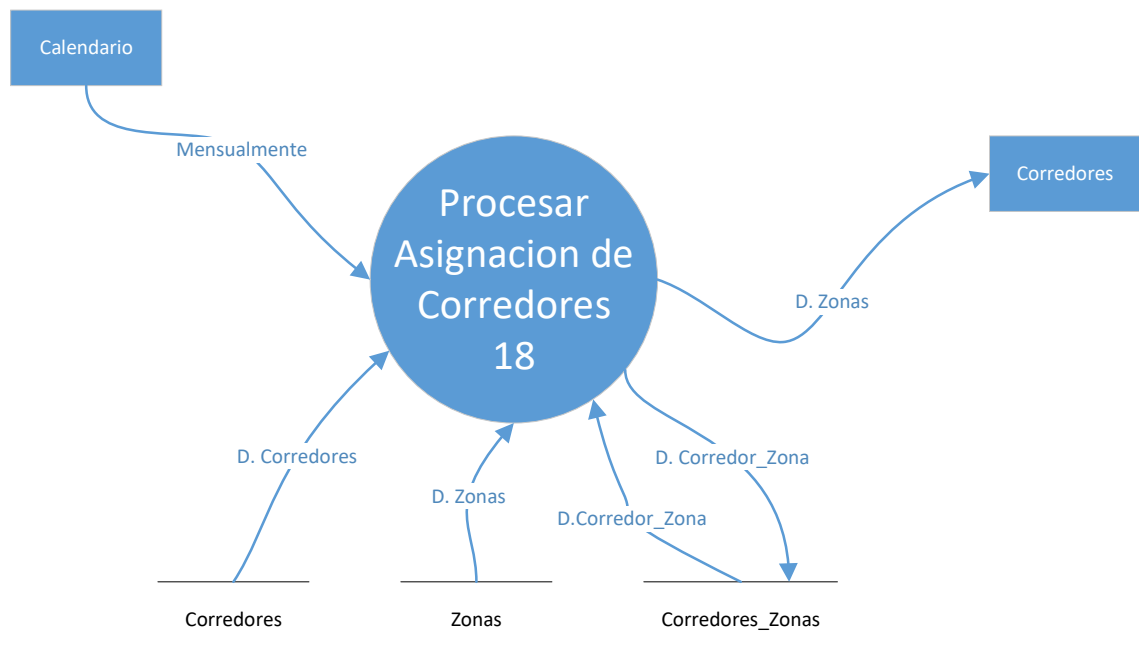 Calendario
Mensualmente
Corredores
Procesar
Asignacion de
Corredores
18
D. Zonas
D. Corredores
D. Corredor_Zona
D. Zonas
D.Corredor_Zona
Corredores
Zonas
Corredores_Zonas